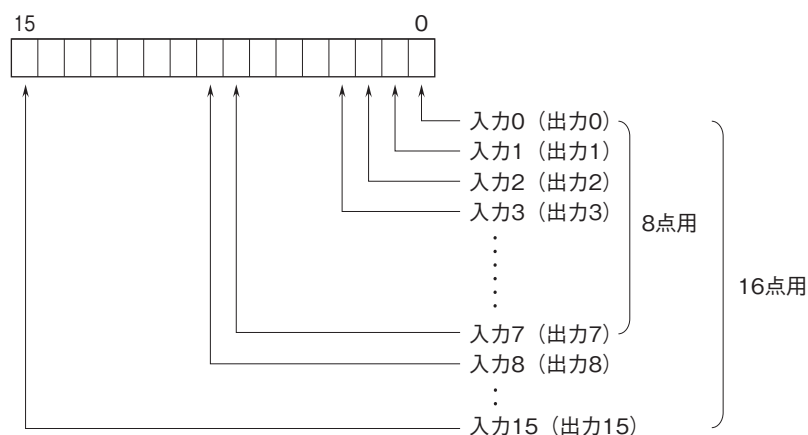 15 0
入力0（出力0）
入力1（出力1）
入力2（出力2）
入力3（出力3）
8点用
16点用
入力7（出力7）
入力8（出力8）
入力15（出力15）